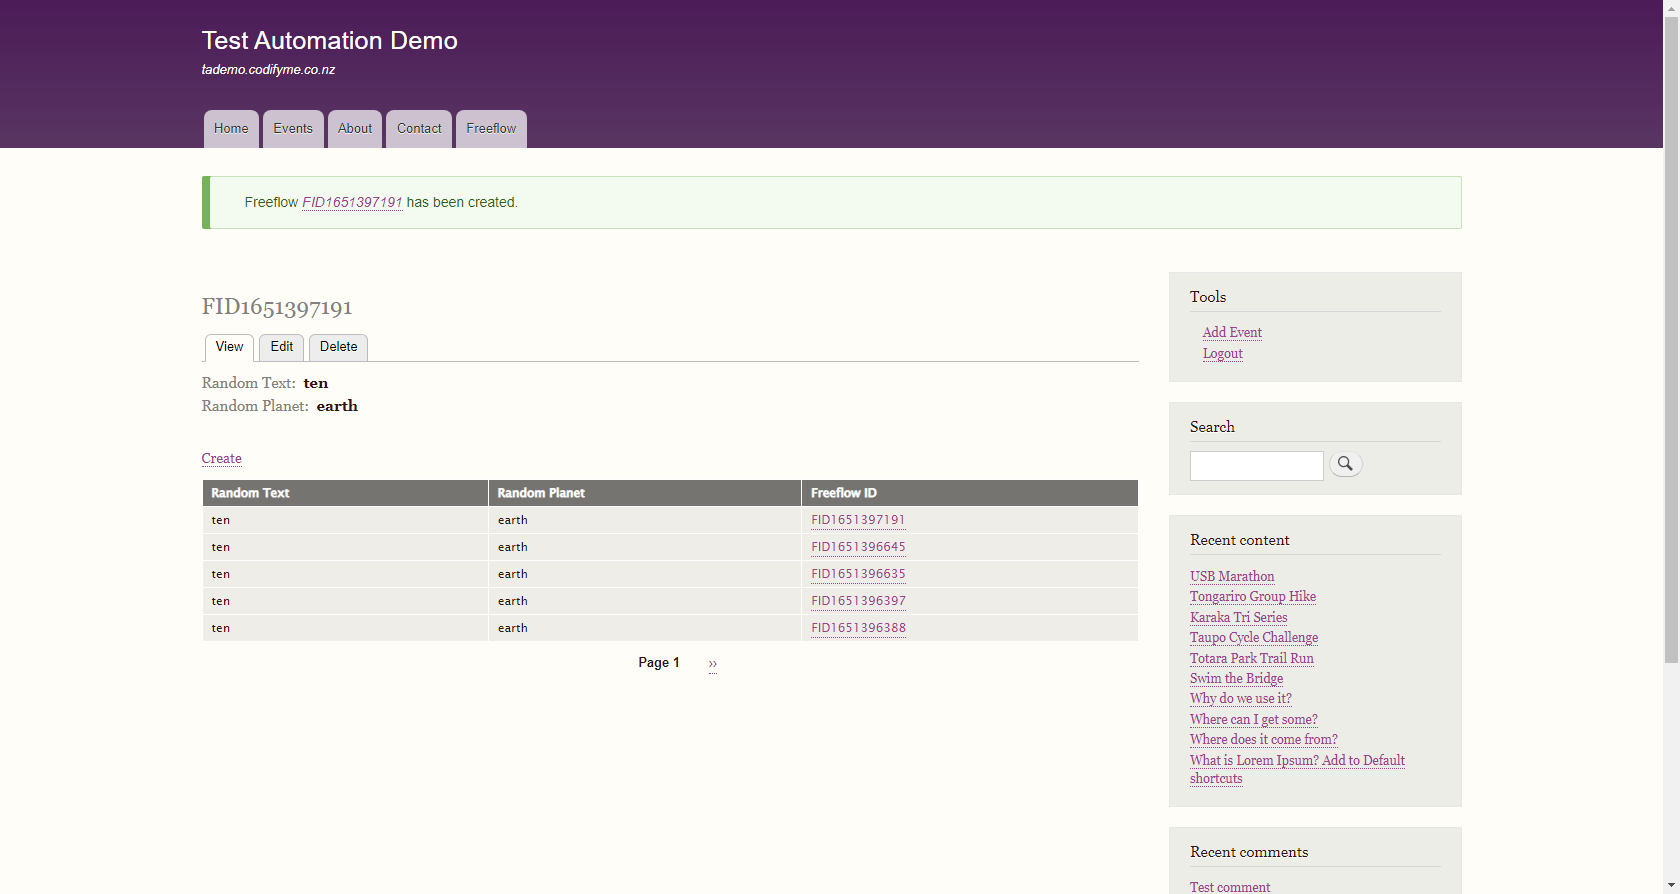 Test Automation Demo
tademo.codifyme.co.nz
Home Events About Contact Freeflow
Freeflow FID1651397191 has been created.
FID1651397191
View Edit Delete
Random Text: ten
Random Planet: earth
Create
Random Text Random Planet Freeflow ID
ten earth FID1651397191
ten earth FID1651396645
ten earth FID1651396635
ten earth FID1651396397
ten earth FID1651396388
Page 1 ››
Tools
Add Event
Logout
Search
Recent content
USB Marathon
Tongariro Group Hike
Karaka Tri Series
Taupo Cycle Challenge
Totara Park Trail Run
Swim the Bridge
Why do we use it?
Where can I get some?
Where does it come from?
What is Lorem Ipsum? Add to Default
shortcuts
Recent comments
Test comment